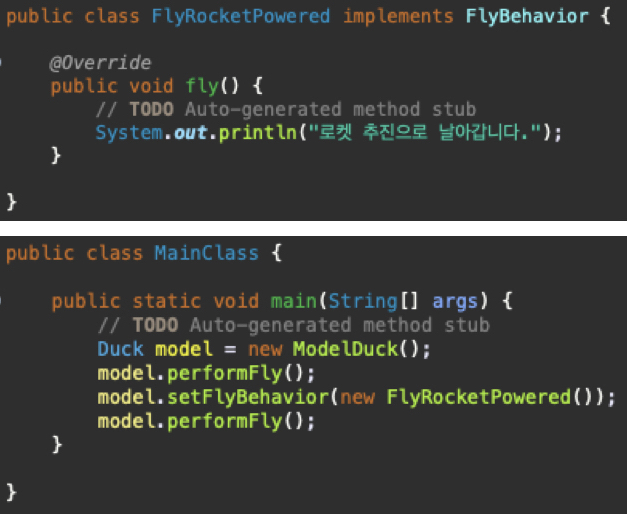 public class FlyRocketPowered implements FlyBehavior {
@Override
public void fly() {
// TODO Auto-generated method stub
System.out.println("로켓 추진으로 날아갑니다.");
}
}
public class MainClass {
public static void main(String[] args) {
// TODO Auto-generated method stub
Duck model = new ModelDuck();
model.performFly();
model.setFlyBehavior(new FlyRocketPowered());
model.performFly();
}
}